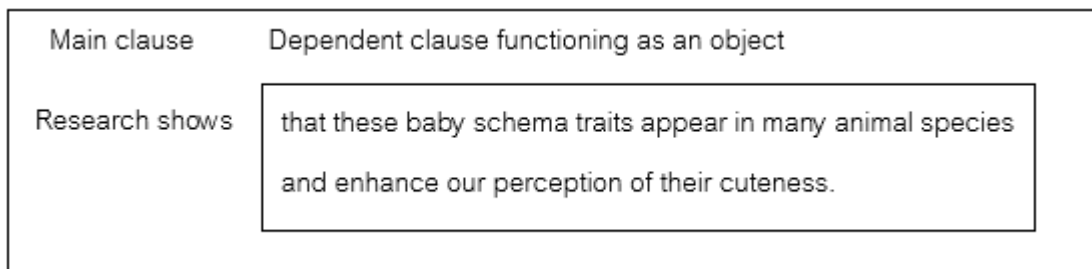 Main clause Dependent clause functioning as an object
Research shows that these baby schema traits appear in many animal species
and enhance our perception of their cuteness.